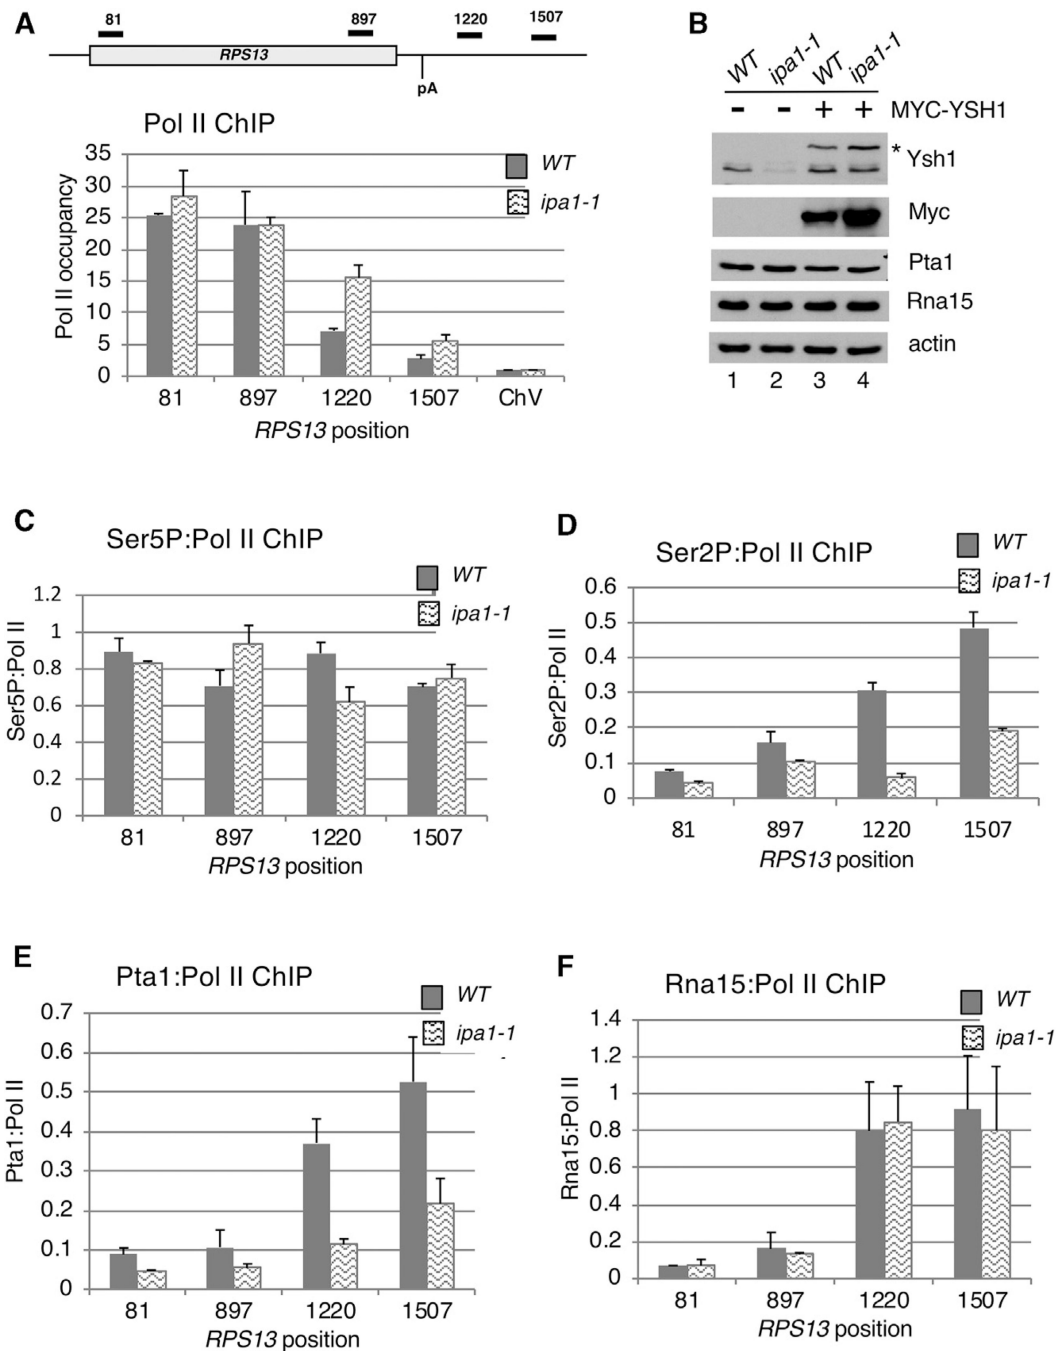 A
81 897 1220 1507
RPS13
pA
Pol II ChIP
WT
ipa1-1
Pol II occupancy
35
30
25
20
15
10
5
0
81 897 1220 1507 ChV
RPS13 position
B
WT ipa1-1 WT ipa1-1
- - + + MYC-YSH1
* Ysh1
Myc
Pta1
Rna15
actin
1 2 3 4
C
Ser5P:Pol II ChIP
WT
ipa1-1
Ser5P:Pol II
1.2
1
0.8
0.6
0.4
0.2
0
81 897 1220 1507
RPS13 position
D
Ser2P:Pol II ChIP
WT
ipa1-1
Ser2P:Pol II
0.6
0.5
0.4
0.3
0.2
0.1
0
81 897 1220 1507
RPS13 position
E
Pta1:Pol II ChIP
WT
ipa1-1
Pta1:Pol II
0.7
0.6
0.5
0.4
0.3
0.2
0.1
0
81 897 1220 1507
RPS13 position
F
Rna15:Pol II ChIP
WT
ipa1-1
Rna15:Pol II
1.4
1.2
1
0.8
0.6
0.4
0.2
0
81 897 1220 1507
RPS13 position